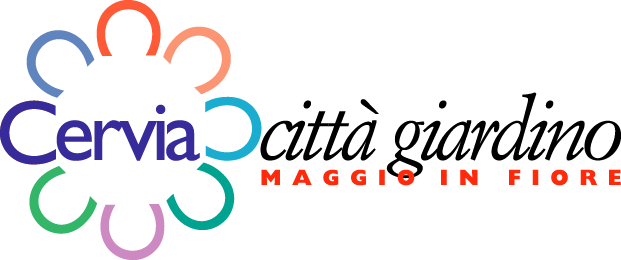 Cervia città giardino
MAGGIO IN FIORE